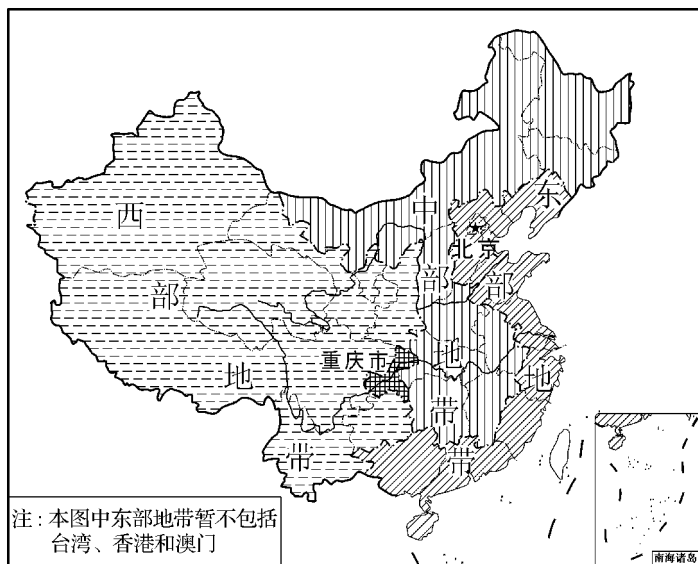 西
部
地
带
中
部
地
带
东
部
地
带
北京
重庆市
注：本图中东部地带暂不包括
台湾、香港和澳门
南海诸岛